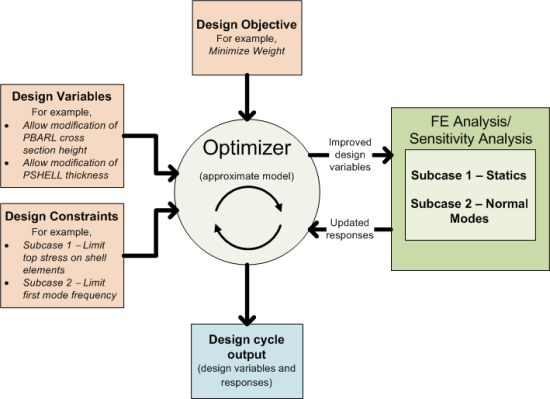 Design Objective
For example,
Minimize Weight
Design Variables
For example,
• Allow modification of
PBARL cross
section height
• Allow modification of
PSHELL thickness
Design Constraints
For example,
• Subcase 1 – Limit
top stress on shell
elements
• Subcase 2 – Limit
first mode frequency
Optimizer
(approximate model)
Improved
design
variables
Updated
responses
FE Analysis/
Sensitivity Analysis
Subcase 1 – Statics
Subcase 2 – Normal
Modes
Design cycle
output
(design variables and
responses)